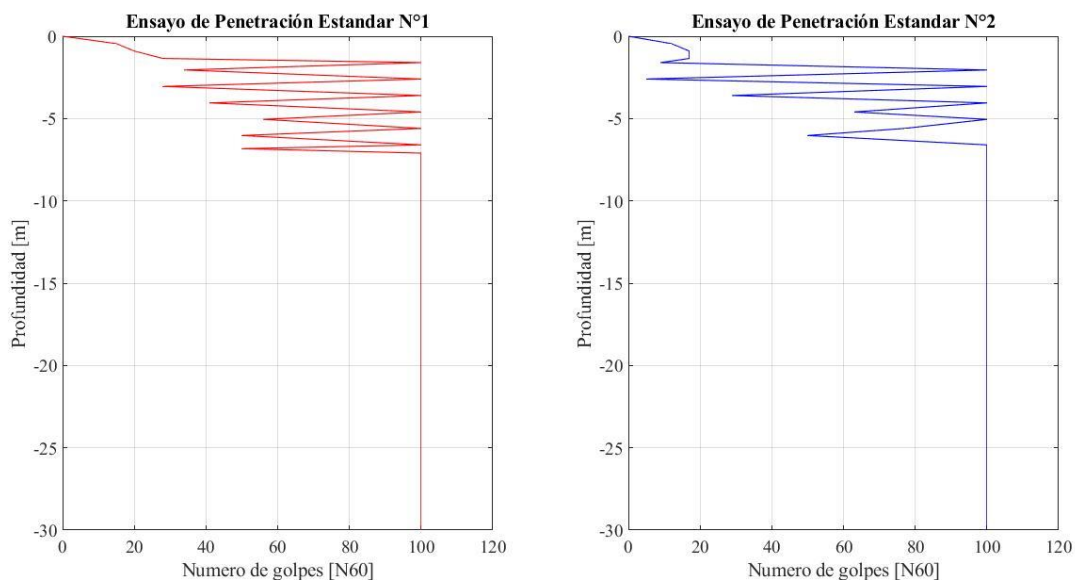 Ensayo de Penetración Estandar N°1
0
-5
-10
-15
-20
-25
-30
0 20 40 60 80 100 120
Profundidad [m]
Numero de golpes [N60]
Ensayo de Penetración Estandar N°2
0
-5
-10
-15
-20
-25
-30
0 20 40 60 80 100 120
Profundidad [m]
Numero de golpes [N60]